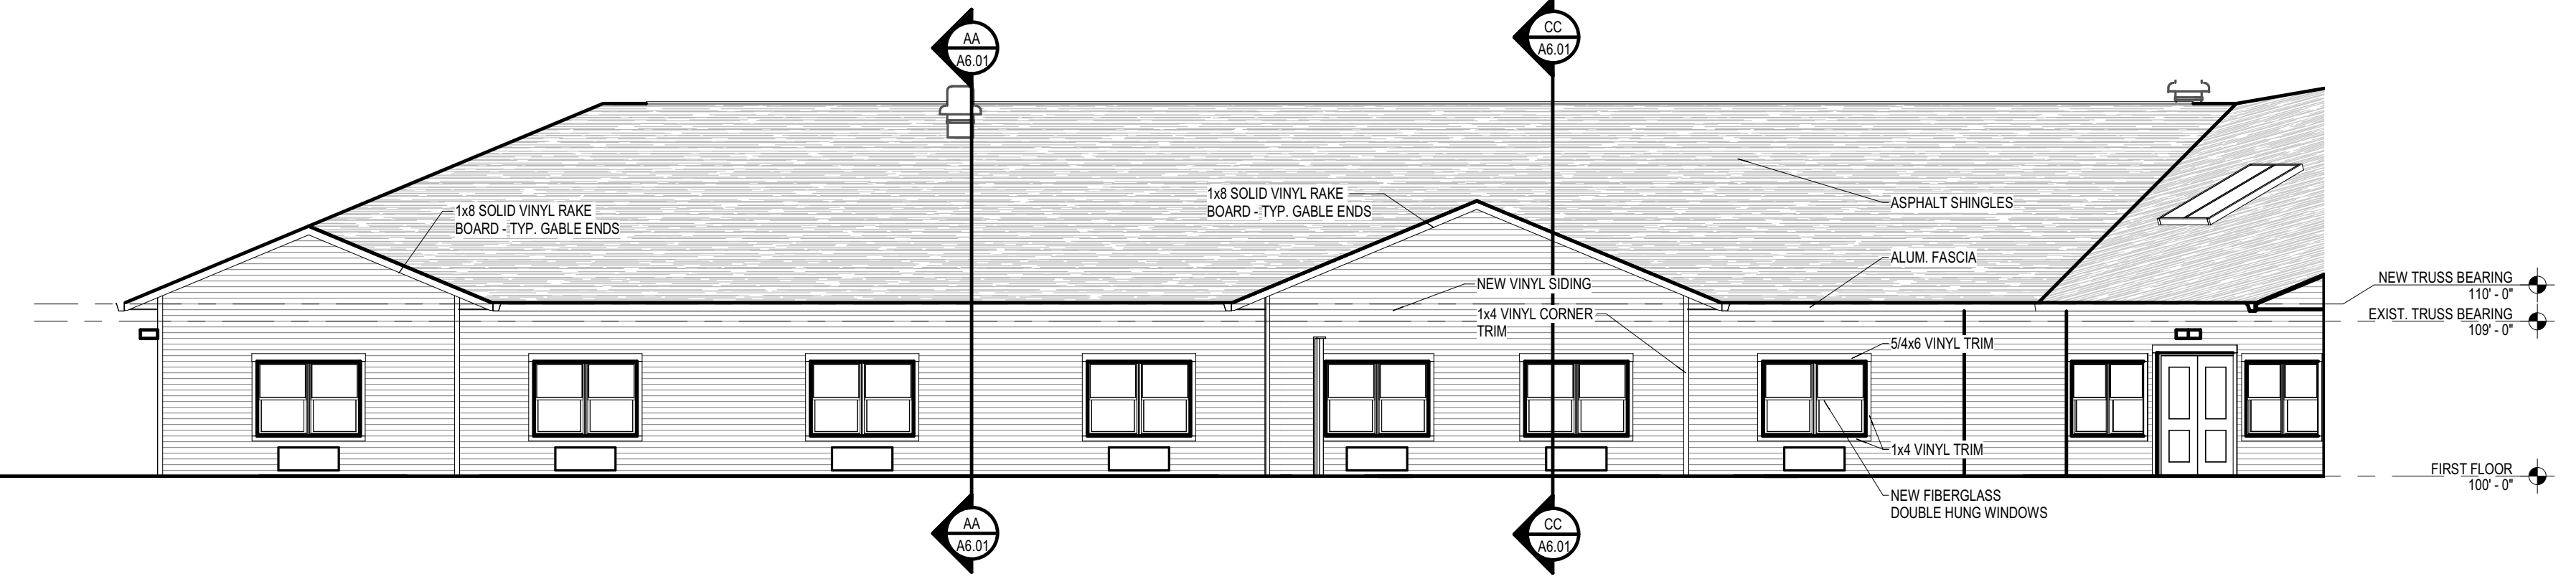 AA
A6.01
CC
A6.01
1x8 SOLID VINYL RAKE
BOARD - TYP. GABLE ENDS
1x8 SOLID VINYL RAKE
BOARD - TYP. GABLE ENDS
ASPHALT SHINGLES
ALUM. FASCIA
NEW VINYL SIDING
1x4 VINYL CORNER
TRIM
5/4x6 VINYL TRIM
1x4 VINYL TRIM
NEW FIBERGLASS
DOUBLE HUNG WINDOWS
NEW TRUSS BEARING
110' - 0"
EXIST. TRUSS BEARING
109' - 0"
FIRST FLOOR
100' - 0"
AA
A6.01
CC
A6.01